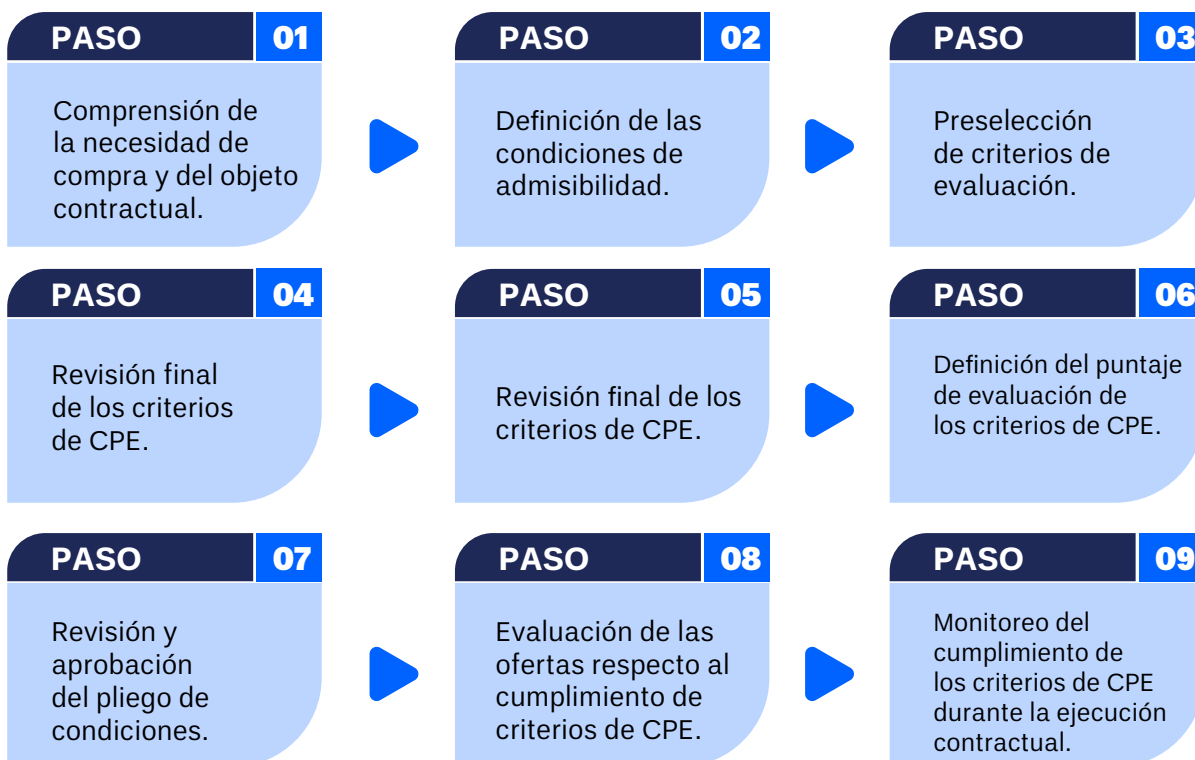 PASO 01
Comprensión de
la necesidad de
compra y del objeto
contractual.
PASO 02
Definición de las
condiciones de
admisibilidad.
PASO 03
Preselección
de criterios de
evaluación.
PASO 04
Revisión final
de los criterios
de CPE.
PASO 05
Revisión final de los
criterios de CPE.
PASO 06
Definición del puntaje
de evaluación de
los criterios de CPE.
PASO 07
Revisión y
aprobación
del pliego de
condiciones.
PASO 08
Evaluación de las
ofertas respecto al
cumplimiento de
criterios de CPE.
PASO 09
Monitoreo del
cumplimiento de
los criterios de CPE
durante la ejecución
contractual.